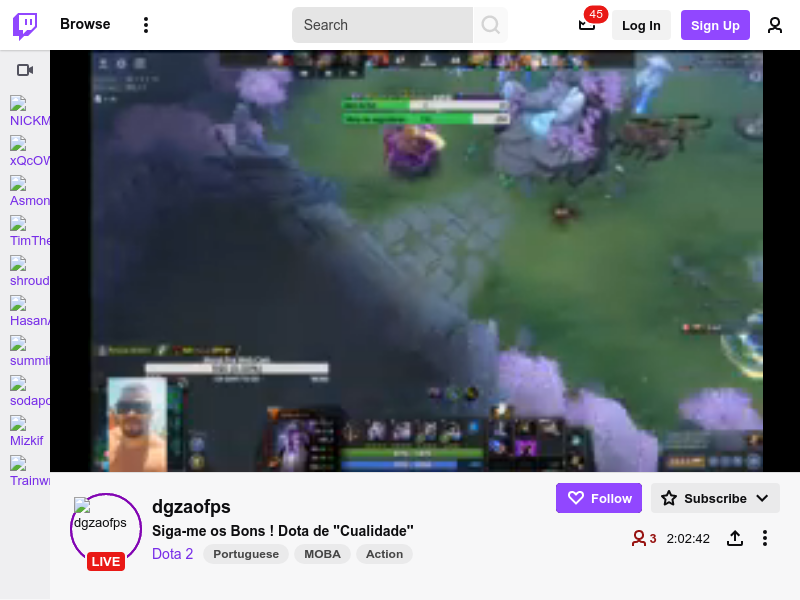 Browse
Search
45
Log In
Sign Up
NICKM
xQcOW
Asmon
TimThe
shroud
HasanA
summit
sodapo
Mizkif
Trainwr
dgzaofps
LIVE
dgzaofps
Siga-me os Bons ! Dota de "Cualidade"
Dota 2
Portuguese
MOBA
Action
Follow
Subscribe
3
2:02:42